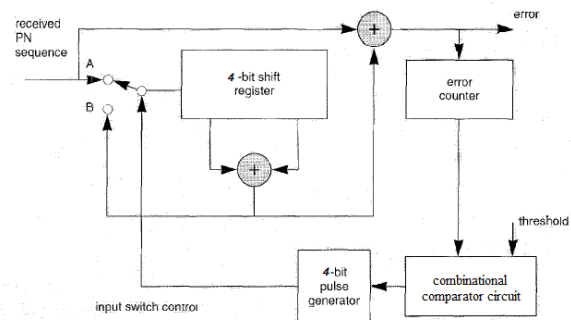 received
PN
sequence
error
A
4 -bit shift
register
error
counter
B
+
+
threshold
4-bit
pulse
generator
combinational
comparator circuit
input switch control